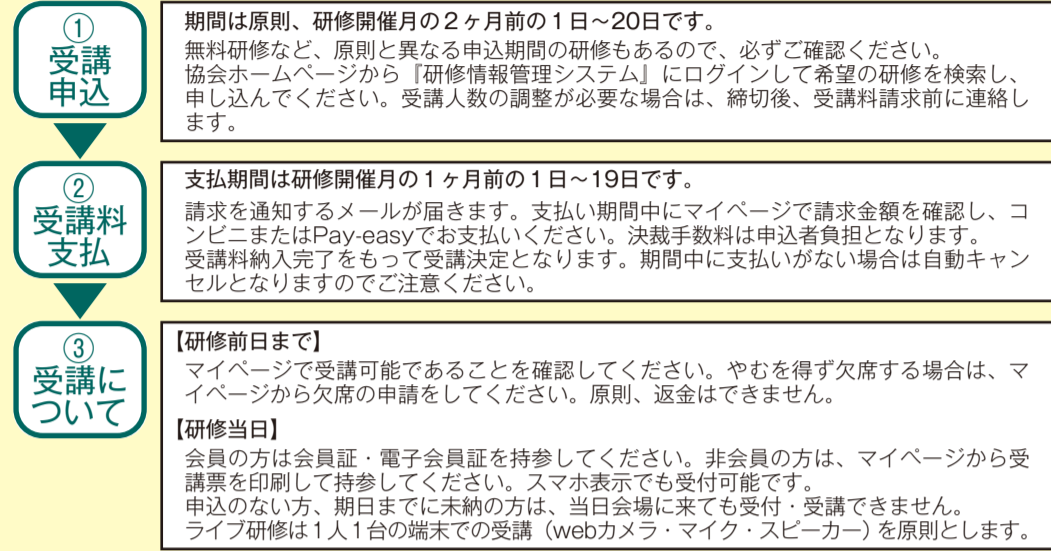 ①
受講
申込
期間は原則、研修開催月の２ヶ月前の１日～20日です。
無料研修など、原則と異なる申込期間の研修もあるので、必ずご確認ください。
協会ホームページから『研修情報管理システム』にログインして希望の研修を検索し、
申し込んでください。受講人数の調整が必要な場合は、締切後、受講料請求前に連絡し
ます。
②
受講料
支払
支払期間は研修開催月の１ヶ月前の１日～19日です。
請求を通知するメールが届きます。支払い期間中にマイページで請求金額を確認し、コ
ンビニまたはPay-easyでお支払いください。決裁手数料は申込者負担となります。
受講料納入完了をもって受講決定となります。期間中に支払いがない場合は自動キャン
セルとなりますのでご注意ください。
③
受講に
ついて
【研修前日まで】
マイページで受講可能であることを確認してください。やむを得ず欠席する場合は、マ
イページから欠席の申請をしてください。原則、返金はできません。
【研修当日】
会員の方は会員証・電子会員証を持参してください。非会員の方は、マイページから受
講票を印刷して持参してください。スマホ表示でも受付可能です。
申込のない方、期日までに未納の方は、当日会場に来ても受付・受講できません。
ライブ研修は１人１台の端末での受講（webカメラ・マイク・スピーカー）を原則とします。